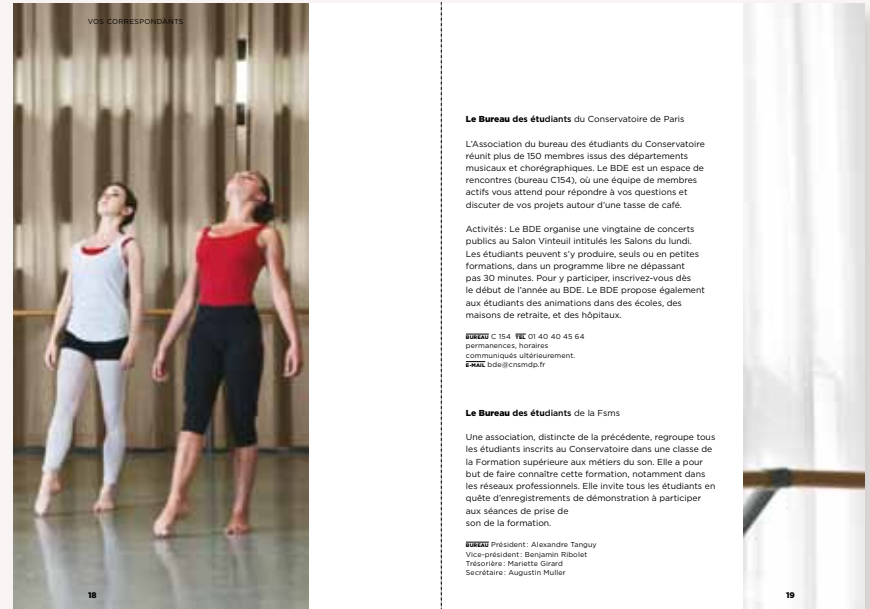 VOS CORRESPONDANTS
Le Bureau des étudiants du Conservatoire de Paris
L'Association du bureau des étudiants du Conservatoire
réunit plus de 150 membres issus des départements
musicaux et chorégraphiques. Le BDE est un espace de
rencontres (bureau C154), où une équipe de membres
actifs vous attend pour répondre à vos questions et
discuter de vos projets autour d'une tasse de café.
Activités : Le BDE organise une vingtaine de concerts
publics au Salon Vinteuil intitulés les Salons du lundi.
Les étudiants peuvent s'y produire, seuls ou en petites
formations, dans un programme libre ne dépassant
pas 30 minutes. Pour y participer, inscrivez-vous dès
le début de l'année au BDE. Le BDE propose également
aux étudiants des animations dans des écoles, des
maisons de retraite, et des hôpitaux.
BUREAU C 154 TEL 01 40 40 45 64
permanences, horaires
communiqués ultérieurement.
E-MAIL bde@cnsmdp.fr
Le Bureau des étudiants de la Fsms
Une association, distincte de la précédente, regroupe tous
les étudiants inscrits au Conservatoire dans une classe de
la Formation supérieure aux métiers du son. Elle a pour
but de faire connaître cette formation, notamment dans
les réseaux professionnels. Elle invite tous les étudiants en
quête d'enregistrements de démonstration à participer
aux séances de prise de
son de la formation.
BUREAU Président : Alexandre Tanguy
Vice-président : Benjamin Ribolet
Trésorière : Mariette Girard
Secrétaire : Augustin Muller
18
19